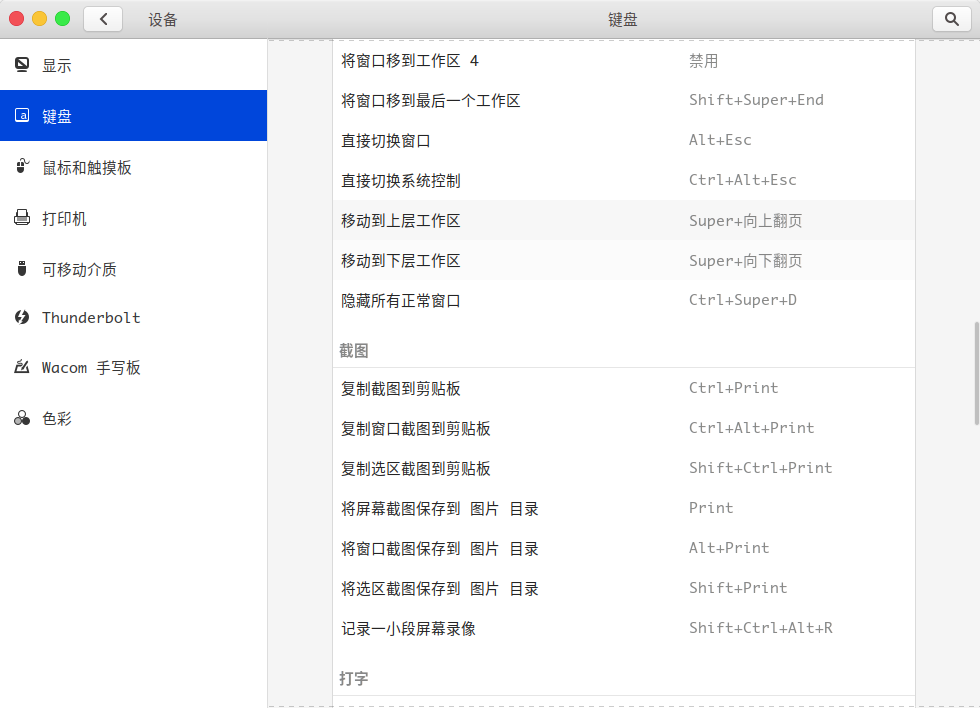 设备
键盘
显示
键盘
鼠标和触摸板
打印机
可移动介质
Thunderbolt
Wacom 手写板
色彩
将窗口移到工作区 4 禁用
将窗口移到最后一个工作区 Shift+Super+End
直接切换窗口 Alt+Esc
直接切换系统控制 Ctrl+Alt+Esc
移动到上层工作区 Super+向上翻页
移动到下层工作区 Super+向下翻页
隐藏所有正常窗口 Ctrl+Super+D
截图
复制截图到剪贴板 Ctrl+Print
复制窗口截图到剪贴板 Ctrl+Alt+Print
复制选区截图到剪贴板 Shift+Ctrl+Print
将屏幕截图保存到 图片 目录 Print
将窗口截图保存到 图片 目录 Alt+Print
将选区截图保存到 图片 目录 Shift+Print
记录一小段屏幕录像 Shift+Ctrl+Alt+R
打字